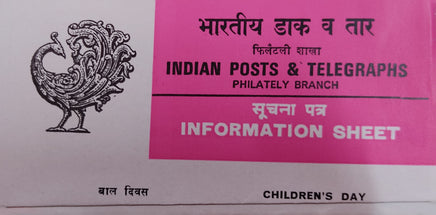 भारतीय डाक व तार
फिलैटली शाखा
INDIAN POSTS & TELEGRAPHS
PHILATELY BRANCH
सूचना पत्र
INFORMATION SHEET
बाल दिवस
CHILDREN'S DAY